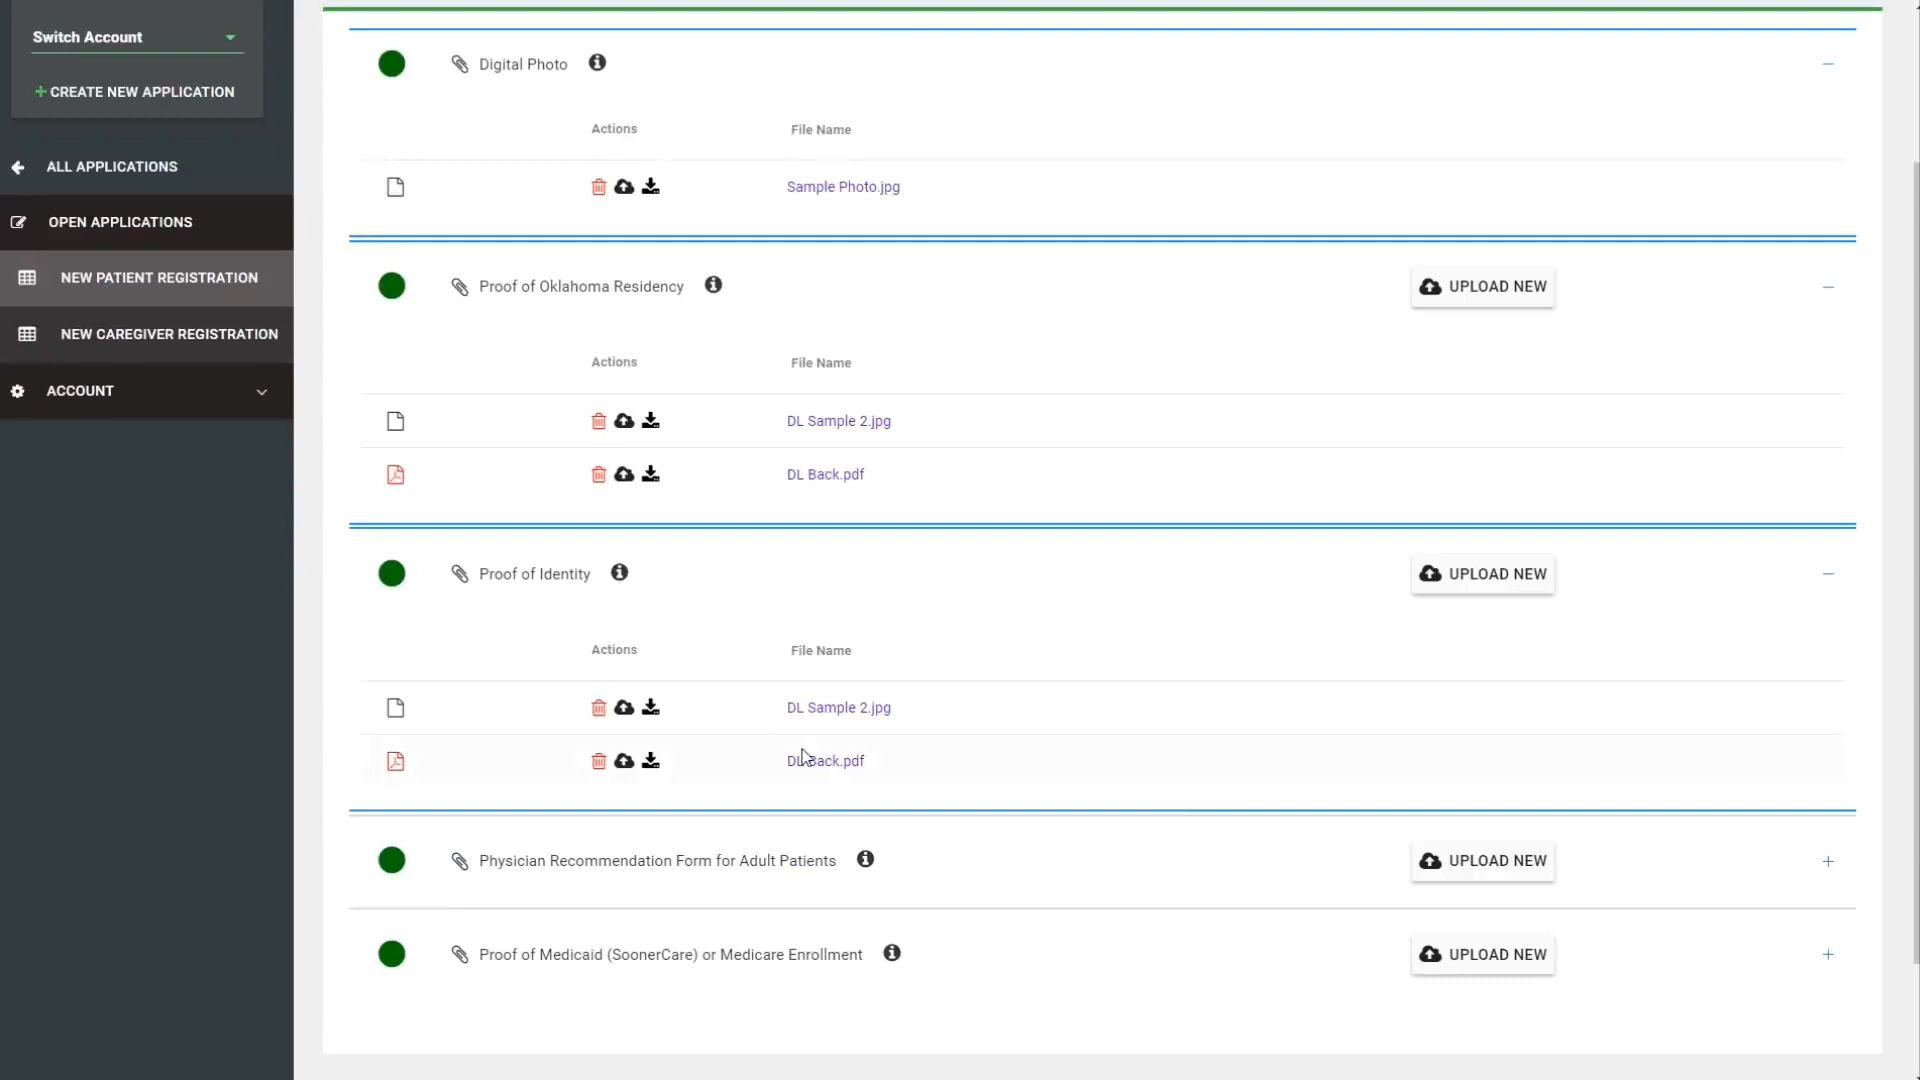 Switch Account
+ CREATE NEW APPLICATION
ALL APPLICATIONS
OPEN APPLICATIONS
NEW PATIENT REGISTRATION
NEW CAREGIVER REGISTRATION
ACCOUNT
Digital Photo
Actions File Name
Sample Photo.jpg
Proof of Oklahoma Residency UPLOAD NEW
Actions File Name
DL Sample 2.jpg
DL Back.pdf
Proof of Identity UPLOAD NEW
Actions File Name
DL Sample 2.jpg
DL Back.pdf
Physician Recommendation Form for Adult Patients UPLOAD NEW
Proof of Medicaid (SoonerCare) or Medicare Enrollment UPLOAD NEW